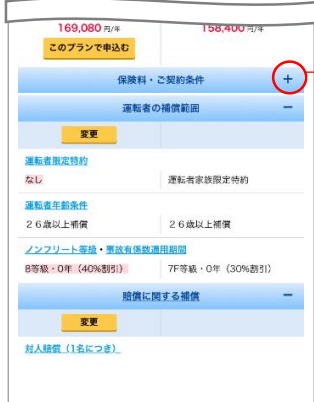 169,080 円/年
158,400 円/年
このプランで申込む
保険料・ご契約条件 +
運転者の補償範囲 −
変更
運転者限定特約
なし 運転者家族限定特約
運転者年齢条件
26歳以上補償 26歳以上補償
ノンフリート等級・事故有係数適用期間
8等級・0年（40%割引） 7F等級・0年（30%割引）
賠償に関する補償 −
変更
対人賠償（1名につき）